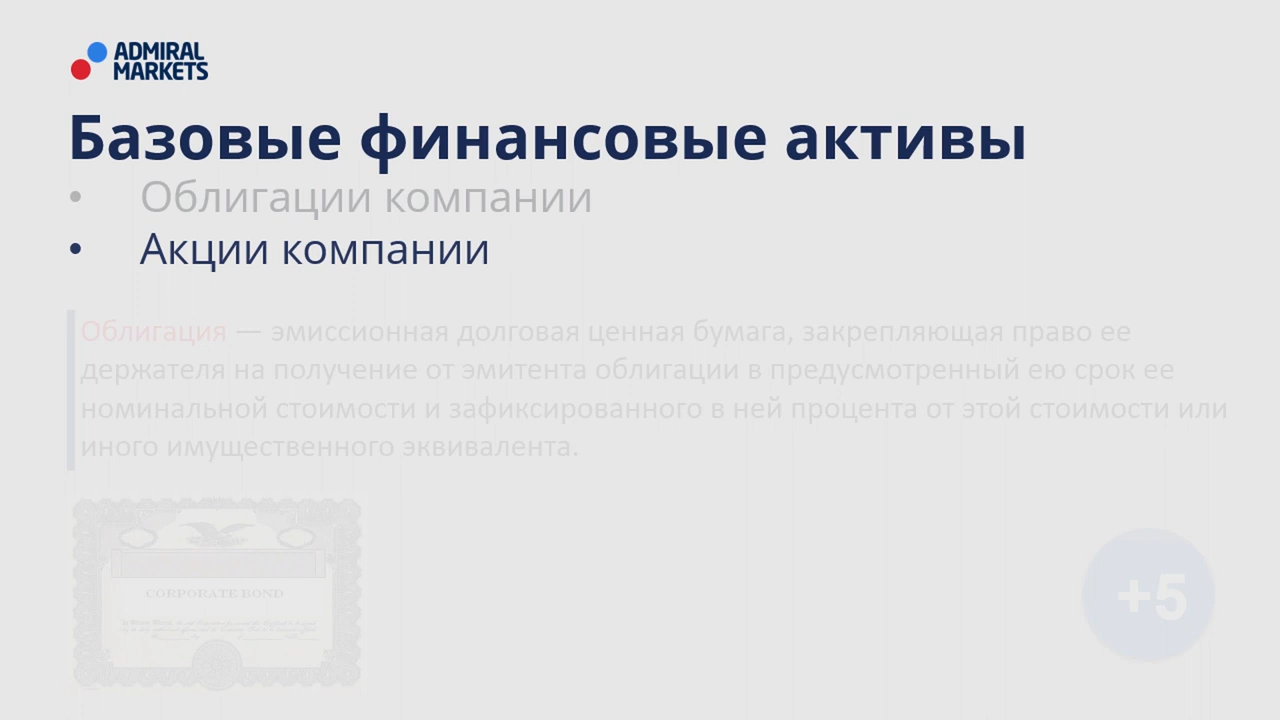 ADMIRAL
MARKETS
Базовые финансовые активы
• Облигации компании
• Акции компании
Облигация — эмиссионная долговая ценная бумага, закрепляющая право ее
держателя на получение от эмитента облигации в предусмотренный ею срок ее
номинальной стоимости и зафиксированного в ней процента от этой стоимости или
иного имущественного эквивалента.
CORPORATE BOND
+5